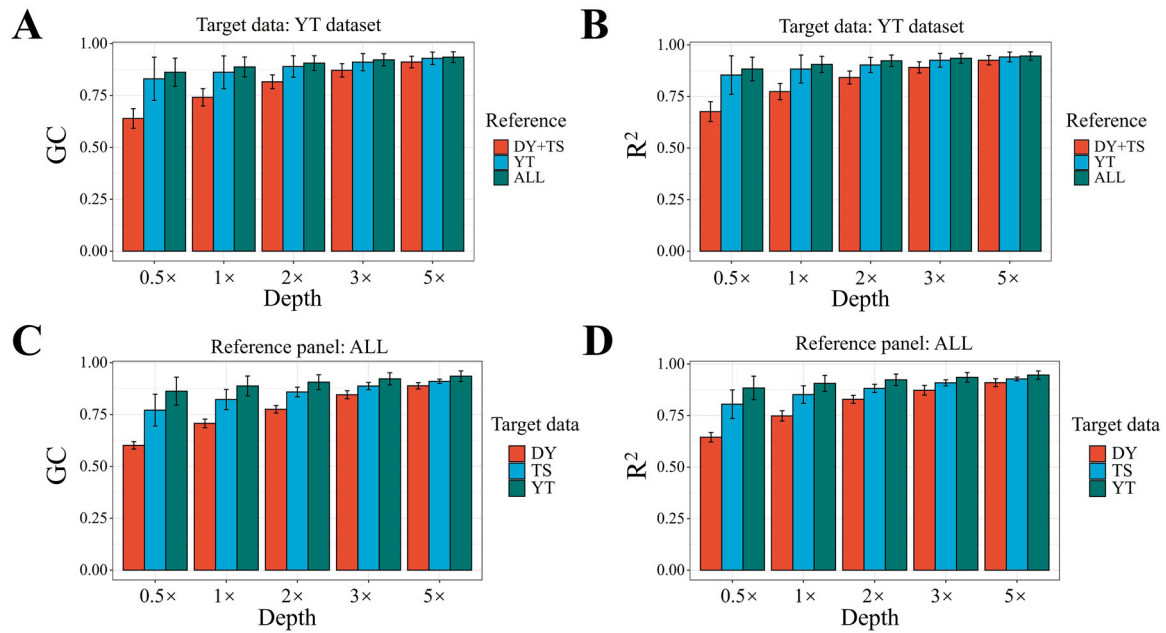 A
Target data: YT dataset
GC
1.00
0.75
0.50
0.25
0.00
0.5× 1× 2× 3× 5×
Depth
Reference
DY+TS
YT
ALL
B
Target data: YT dataset
R²
1.00
0.75
0.50
0.25
0.00
0.5× 1× 2× 3× 5×
Depth
Reference
DY+TS
YT
ALL
C
Reference panel: ALL
GC
1.00
0.75
0.50
0.25
0.00
0.5× 1× 2× 3× 5×
Depth
Target data
DY
TS
YT
D
Reference panel: ALL
R²
1.00
0.75
0.50
0.25
0.00
0.5× 1× 2× 3× 5×
Depth
Target data
DY
TS
YT